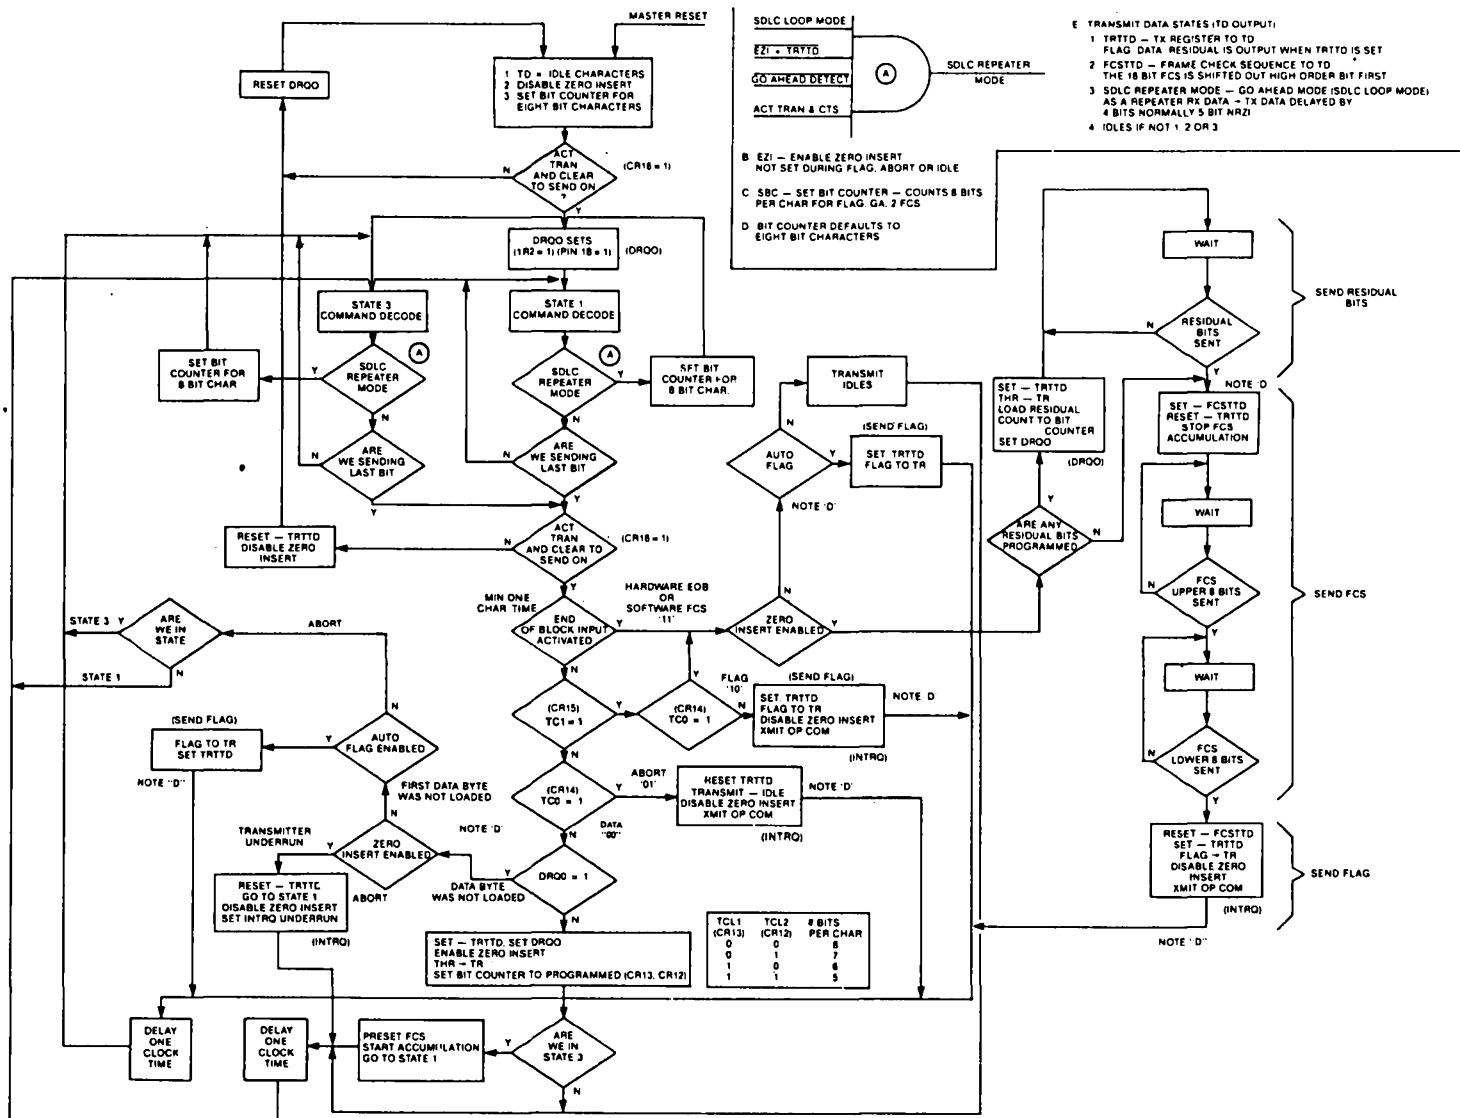 MASTER RESET
1 TD = IDLE CHARACTERS
2 DISABLE ZERO INSERT
3 SET BIT COUNTER FOR
EIGHT BIT CHARACTERS
RESET DRQO
ACT
TRAN
AND CLEAR
TO SEND ON
?
(CR16 = 1)
N
Y
DRQO SETS
(1R2 = 1) (PIN 18 = 1)
(DRQO)
SDLC LOOP MODE
EZI + TRTTD
GO AHEAD DETECT
ACT TRAN & CTS
A
SDLC REPEATER
MODE
B EZI — ENABLE ZERO INSERT
NOT SET DURING FLAG, ABORT OR IDLE
C SBC — SET BIT COUNTER — COUNTS 8 BITS
PER CHAR FOR FLAG, GA, 2 FCS
D BIT COUNTER DEFAULTS TO
EIGHT BIT CHARACTERS
E TRANSMIT DATA STATES (TD OUTPUT)
1 TRTTD — TX REGISTER TO TD
FLAG DATA RESIDUAL IS OUTPUT WHEN TRTTD IS SET
2 FCSTTD — FRAME CHECK SEQUENCE TO TD
THE 16 BIT FCS IS SHIFTED OUT HIGH ORDER BIT FIRST
3 SDLC REPEATER MODE — GO AHEAD MODE (SDLC LOOP MODE)
AS A REPEATER RX DATA → TX DATA DELAYED BY
4 BITS NORMALLY 5 BIT NRZI
4 IDLES IF NOT 1, 2 OR 3
STATE 3
COMMAND DECODE
STATE 1
COMMAND DECODE
SET BIT
COUNTER FOR
8 BIT CHAR
Y
SDLC
REPEATER
MODE
A
N
SDLC
REPEATER
MODE
A
Y
N
SET BIT
COUNTER FOR
8 BIT CHAR.
N
ARE
WE SENDING
LAST BIT
Y
N
ARE
WE SENDING
LAST BIT
Y
RESET — TRTTD
DISABLE ZERO
INSERT
N
ACT
TRAN
AND CLEAR TO
SEND ON
(CR16 = 1)
Y
MIN ONE
CHAR TIME
END
OF BLOCK INPUT
ACTIVATED
Y
N
HARDWARE EOB
OR
SOFTWARE FCS
'11'
ZERO
INSERT ENABLED
N
Y
NOTE 'D'
AUTO
FLAG
N
Y
TRANSMIT
IDLES
(SEND FLAG)
SET TRTTD
FLAG TO TR
(CR15)
TC1 = 1
Y
N
(CR14)
TC0 = 1
Y
N
FLAG
'10'
(SEND FLAG)
SET TRTTD
FLAG TO TR
DISABLE ZERO INSERT
XMIT OP COM
NOTE 'D'
(INTRQ)
(CR14)
TC0 = 1
Y
N
ABORT
'01'
RESET TRTTD
TRANSMIT — IDLE
DISABLE ZERO INSERT
XMIT OP COM
NOTE 'D'
(INTRQ)
DATA
"00"
DRQ0 = 1
Y
N
DATA BYTE
WAS NOT LOADED
NOTE 'D'
ZERO
INSERT ENABLED
N
Y
TRANSMITTER
UNDERRUN
ABORT
RESET — TRTTD
GO TO STATE 1
DISABLE ZERO INSERT
SET INTRQ UNDERRUN
(INTRQ)
FIRST DATA BYTE
WAS NOT LOADED
AUTO
FLAG ENABLED
N
Y
(SEND FLAG)
FLAG TO TR
SET TRTTD
NOTE "D"
ABORT
ARE
WE IN
STATE
Y
STATE 3
N
STATE 1
SET — TRTTD, SET DRQO
ENABLE ZERO INSERT
THR → TR
SET BIT COUNTER TO PROGRAMMED (CR13, CR12)
TCL1 TCL2 # BITS
(CR13) (CR12) PER CHAR
0 0 8
0 1 7
1 0 6
1 1 5
ARE
WE IN
STATE 3
Y
N
PRESET FCS
START ACCUMULATION
GO TO STATE 1
DELAY
ONE
CLOCK
TIME
DELAY
ONE
CLOCK
TIME
WAIT
RESIDUAL
BITS
SENT
N
Y
SEND RESIDUAL
BITS
SET — TRTTD
THR — TR
LOAD RESIDUAL
COUNT TO BIT
COUNTER
SET DRQO
(DRQO)
Y
ARE ANY
RESIDUAL BITS
PROGRAMMED
N
NOTE 'D
SET — FCSTTD
RESET — TRTTD
STOP FCS
ACCUMULATION
WAIT
N
FCS
UPPER 8 BITS
SENT
Y
WAIT
N
FCS
LOWER 8 BITS
SENT
Y
SEND FCS
RESET — FCSTTD
SET — TRTTD
FLAG → TR
DISABLE ZERO
INSERT
XMIT OP COM
(INTRQ)
SEND FLAG
NOTE "D"